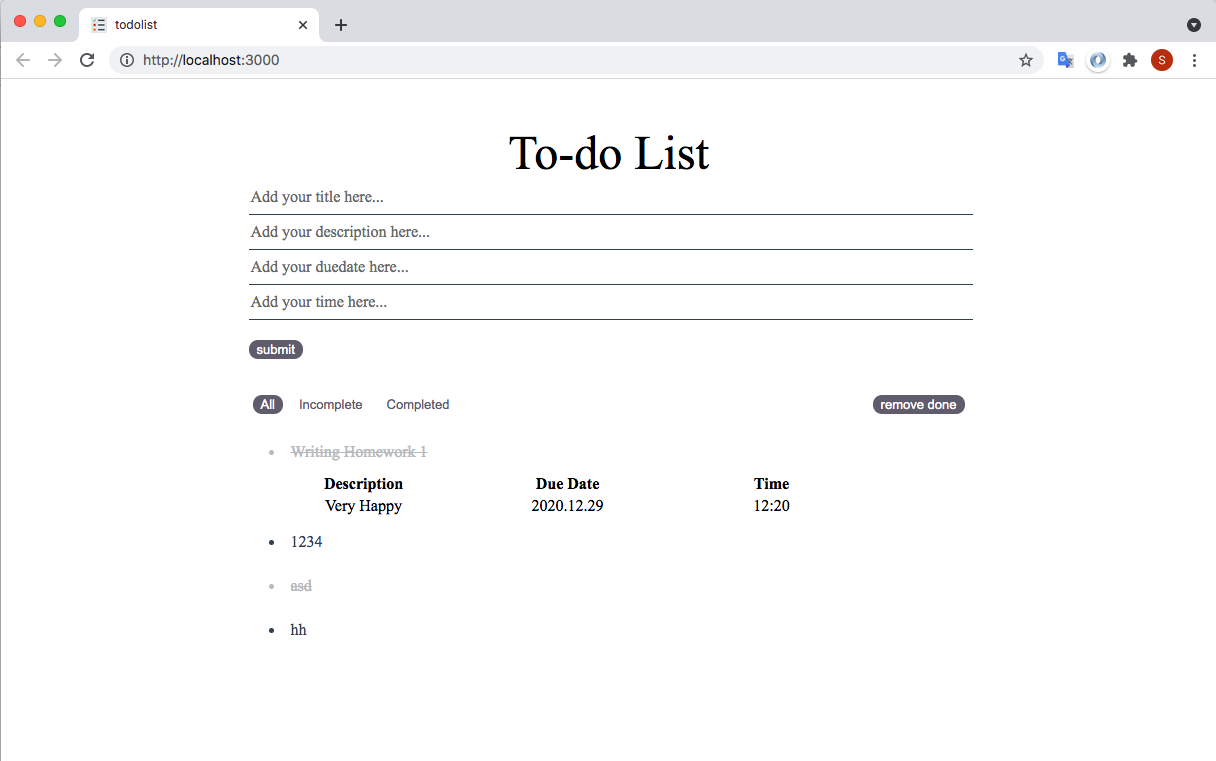 todolist
http://localhost:3000
S
To-do List
Add your title here...
Add your description here...
Add your duedate here...
Add your time here...
submit
All Incomplete Completed remove done
Writing Homework 1
Description Due Date Time
Very Happy 2020.12.29 12:20
1234
asd
hh